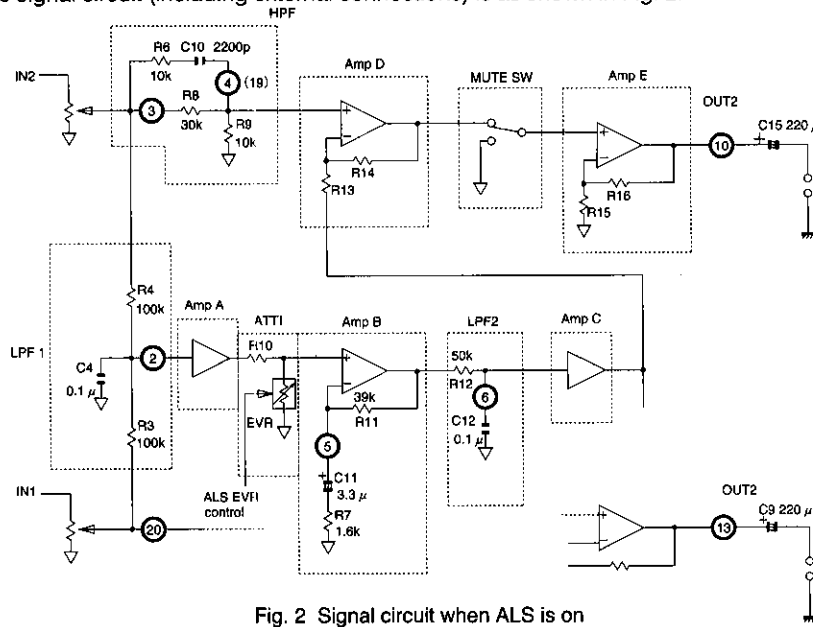 HPF
R6
10k
C10
2200p
4
(19)
IN2
3
R8
30k
R9
10k
Amp D
+
−
R14
R13
MUTE SW
Amp E
+
−
R16
R15
OUT2
10
+
C15 220 μ
LPF 1
R4
100k
C4
0.1 μ
2
R3
100k
IN1
20
Amp A
ATT1
R10
EVR
ALS EVR
control
Amp B
+
−
39k
R11
5
+
C11
3.3 μ
R7
1.6k
LPF2
50k
R12
6
C12
0.1 μ
Amp C
OUT2
13
+
C9 220 μ
Fig. 2 Signal circuit when ALS is on